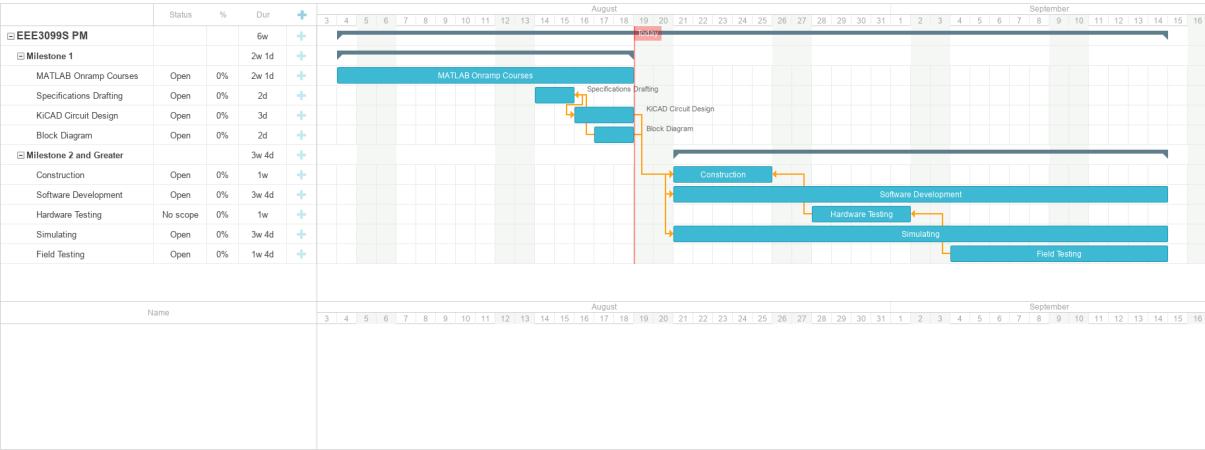 August September
Status % Dur
3 4 5 6 7 8 9 10 11 12 13 14 15 16 17 18 19 20 21 22 23 24 25 26 27 28 29 30 31 1 2 3 4 5 6 7 8 9 10 11 12 13 14 15 16
EEE3099S PM 6w Today
Milestone 1 2w 1d
MATLAB Onramp Courses Open 0% 2w 1d MATLAB Onramp Courses
Specifications Drafting Open 0% 2d Specifications Drafting
KiCAD Circuit Design Open 0% 3d KiCAD Circuit Design
Block Diagram Open 0% 2d Block Diagram
Milestone 2 and Greater 3w 4d
Construction Open 0% 1w Construction
Software Development Open 0% 3w 4d Software Development
Hardware Testing No scope 0% 1w Hardware Testing
Simulating Open 0% 3w 4d Simulating
Field Testing Open 0% 1w 4d Field Testing
August September
Name
3 4 5 6 7 8 9 10 11 12 13 14 15 16 17 18 19 20 21 22 23 24 25 26 27 28 29 30 31 1 2 3 4 5 6 7 8 9 10 11 12 13 14 15 16